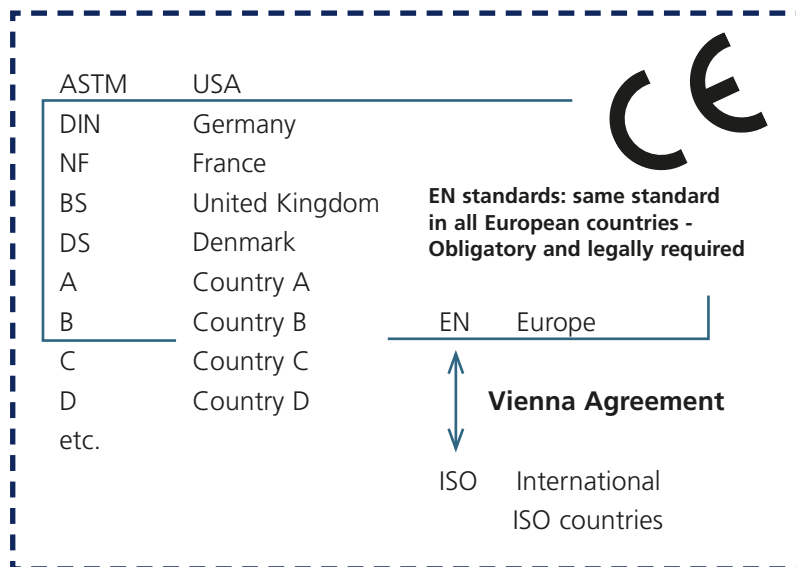 ASTM USA
DIN Germany
NF France
BS United Kingdom
DS Denmark
A Country A
B Country B
C Country C
D Country D
etc.
CE
EN standards: same standard
in all European countries -
Obligatory and legally required
EN Europe
Vienna Agreement
ISO International
ISO countries